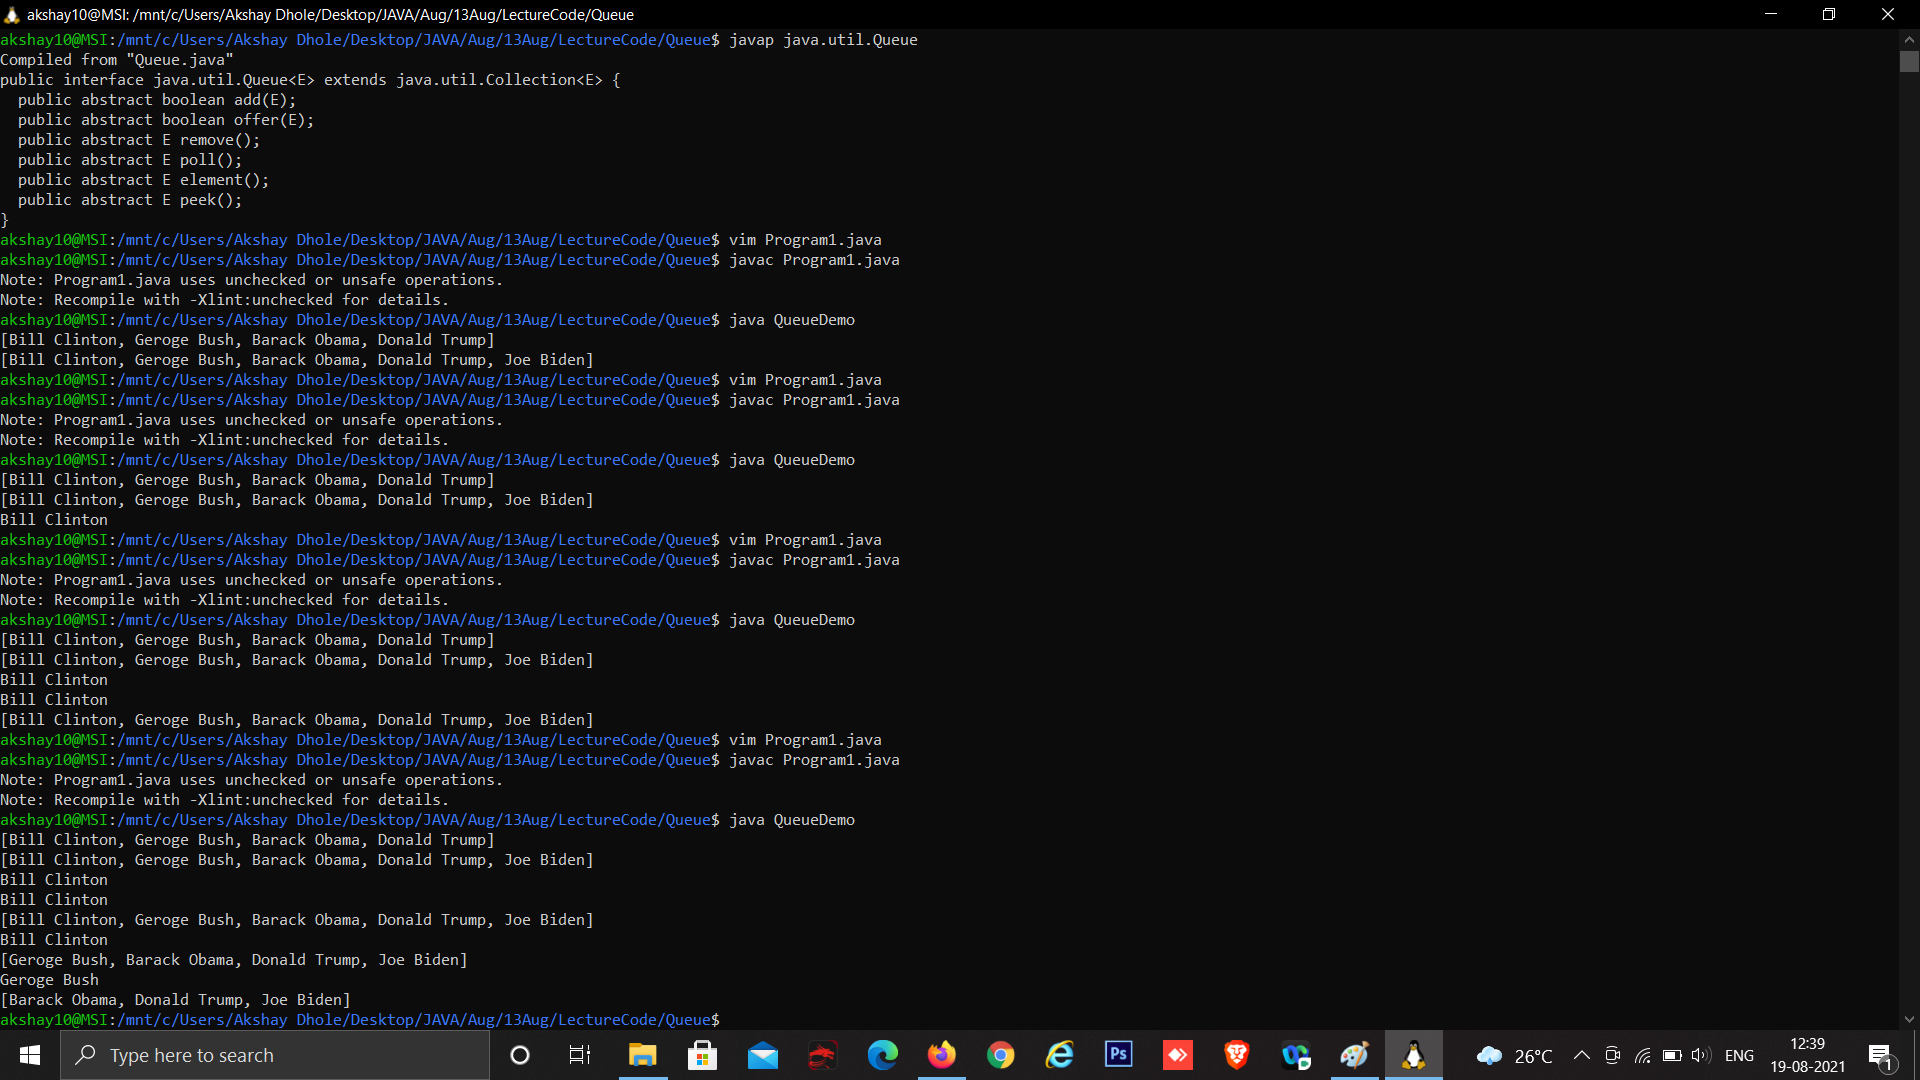 akshay10@MSI: /mnt/c/Users/Akshay Dhole/Desktop/JAVA/Aug/13Aug/LectureCode/Queue
akshay10@MSI:/mnt/c/Users/Akshay Dhole/Desktop/JAVA/Aug/13Aug/LectureCode/Queue$ javap java.util.Queue
Compiled from "Queue.java"
public interface java.util.Queue<E> extends java.util.Collection<E> {
  public abstract boolean add(E);
  public abstract boolean offer(E);
  public abstract E remove();
  public abstract E poll();
  public abstract E element();
  public abstract E peek();
}
akshay10@MSI:/mnt/c/Users/Akshay Dhole/Desktop/JAVA/Aug/13Aug/LectureCode/Queue$ vim Program1.java
akshay10@MSI:/mnt/c/Users/Akshay Dhole/Desktop/JAVA/Aug/13Aug/LectureCode/Queue$ javac Program1.java
Note: Program1.java uses unchecked or unsafe operations.
Note: Recompile with -Xlint:unchecked for details.
akshay10@MSI:/mnt/c/Users/Akshay Dhole/Desktop/JAVA/Aug/13Aug/LectureCode/Queue$ java QueueDemo
[Bill Clinton, Geroge Bush, Barack Obama, Donald Trump]
[Bill Clinton, Geroge Bush, Barack Obama, Donald Trump, Joe Biden]
akshay10@MSI:/mnt/c/Users/Akshay Dhole/Desktop/JAVA/Aug/13Aug/LectureCode/Queue$ vim Program1.java
akshay10@MSI:/mnt/c/Users/Akshay Dhole/Desktop/JAVA/Aug/13Aug/LectureCode/Queue$ javac Program1.java
Note: Program1.java uses unchecked or unsafe operations.
Note: Recompile with -Xlint:unchecked for details.
akshay10@MSI:/mnt/c/Users/Akshay Dhole/Desktop/JAVA/Aug/13Aug/LectureCode/Queue$ java QueueDemo
[Bill Clinton, Geroge Bush, Barack Obama, Donald Trump]
[Bill Clinton, Geroge Bush, Barack Obama, Donald Trump, Joe Biden]
Bill Clinton
akshay10@MSI:/mnt/c/Users/Akshay Dhole/Desktop/JAVA/Aug/13Aug/LectureCode/Queue$ vim Program1.java
akshay10@MSI:/mnt/c/Users/Akshay Dhole/Desktop/JAVA/Aug/13Aug/LectureCode/Queue$ javac Program1.java
Note: Program1.java uses unchecked or unsafe operations.
Note: Recompile with -Xlint:unchecked for details.
akshay10@MSI:/mnt/c/Users/Akshay Dhole/Desktop/JAVA/Aug/13Aug/LectureCode/Queue$ java QueueDemo
[Bill Clinton, Geroge Bush, Barack Obama, Donald Trump]
[Bill Clinton, Geroge Bush, Barack Obama, Donald Trump, Joe Biden]
Bill Clinton
Bill Clinton
[Bill Clinton, Geroge Bush, Barack Obama, Donald Trump, Joe Biden]
akshay10@MSI:/mnt/c/Users/Akshay Dhole/Desktop/JAVA/Aug/13Aug/LectureCode/Queue$ vim Program1.java
akshay10@MSI:/mnt/c/Users/Akshay Dhole/Desktop/JAVA/Aug/13Aug/LectureCode/Queue$ javac Program1.java
Note: Program1.java uses unchecked or unsafe operations.
Note: Recompile with -Xlint:unchecked for details.
akshay10@MSI:/mnt/c/Users/Akshay Dhole/Desktop/JAVA/Aug/13Aug/LectureCode/Queue$ java QueueDemo
[Bill Clinton, Geroge Bush, Barack Obama, Donald Trump]
[Bill Clinton, Geroge Bush, Barack Obama, Donald Trump, Joe Biden]
Bill Clinton
Bill Clinton
[Bill Clinton, Geroge Bush, Barack Obama, Donald Trump, Joe Biden]
Bill Clinton
[Geroge Bush, Barack Obama, Donald Trump, Joe Biden]
Geroge Bush
[Barack Obama, Donald Trump, Joe Biden]
akshay10@MSI:/mnt/c/Users/Akshay Dhole/Desktop/JAVA/Aug/13Aug/LectureCode/Queue$
Type here to search
Ps
26°C
ENG
12:39
19-08-2021
1